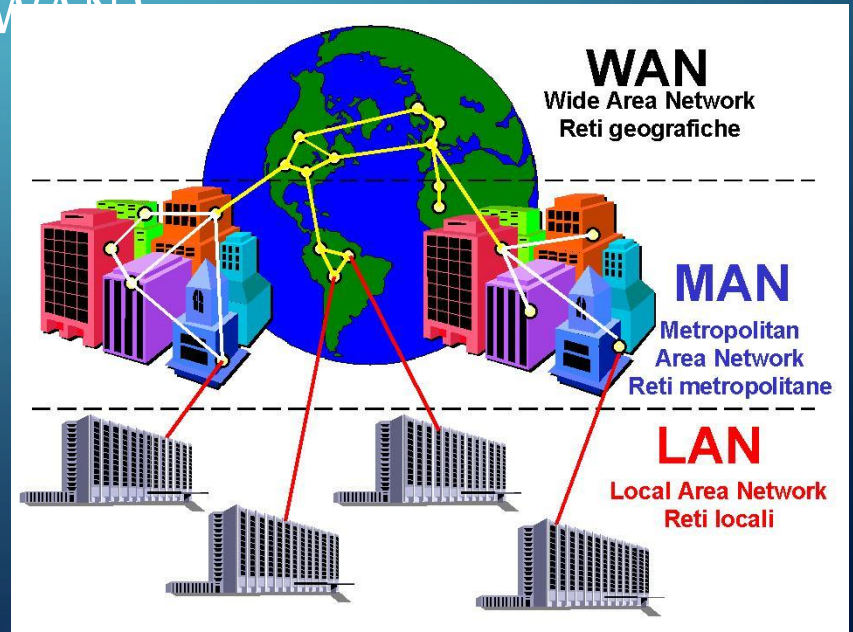 WAN
Wide Area Network
Reti geografiche
MAN
Metropolitan
Area Network
Reti metropolitane
LAN
Local Area Network
Reti locali